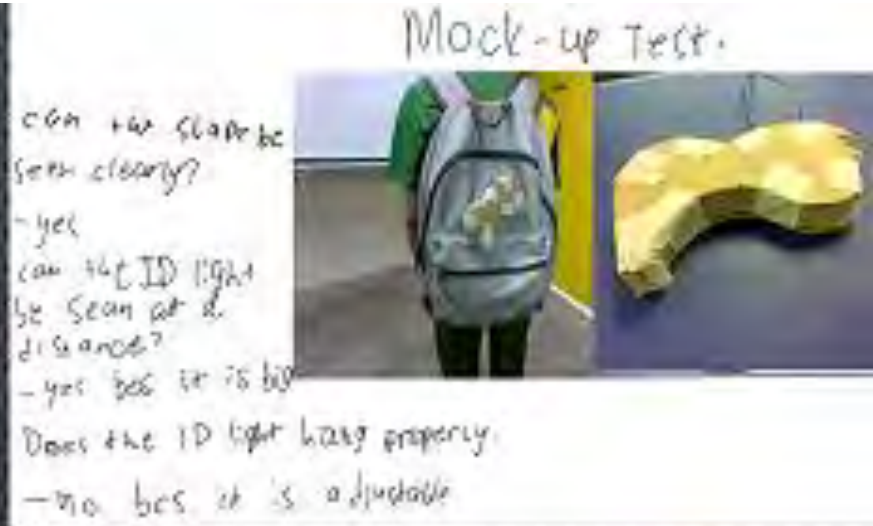 Mock-up Test.
can the shape be
seen clearly?
- yes
can the ID light
be seen at a
distance?
- yes bcs it is big
Does the ID light hang properly.
- no bcs it is adjustable